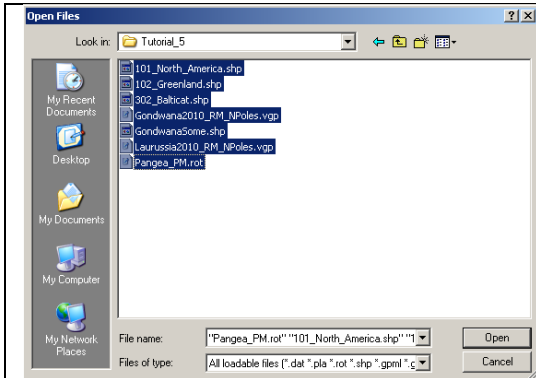 Open Files
Look in: Tutorial_5
101_North_America.shp
102_Greenland.shp
302_Balticat.shp
Gondwana2010_RM_NPoles.vgp
GondwanaSome.shp
Laurussia2010_RM_NPoles.vgp
Pangea_PM.rot
My Recent
Documents
Desktop
My Documents
My Computer
My Network
Places
File name: "Pangea_PM.rot" "101_North_America.shp" "1 Open
Files of type: All loadable files (*.dat *.pla *.rot *.shp *.gpml *.g Cancel